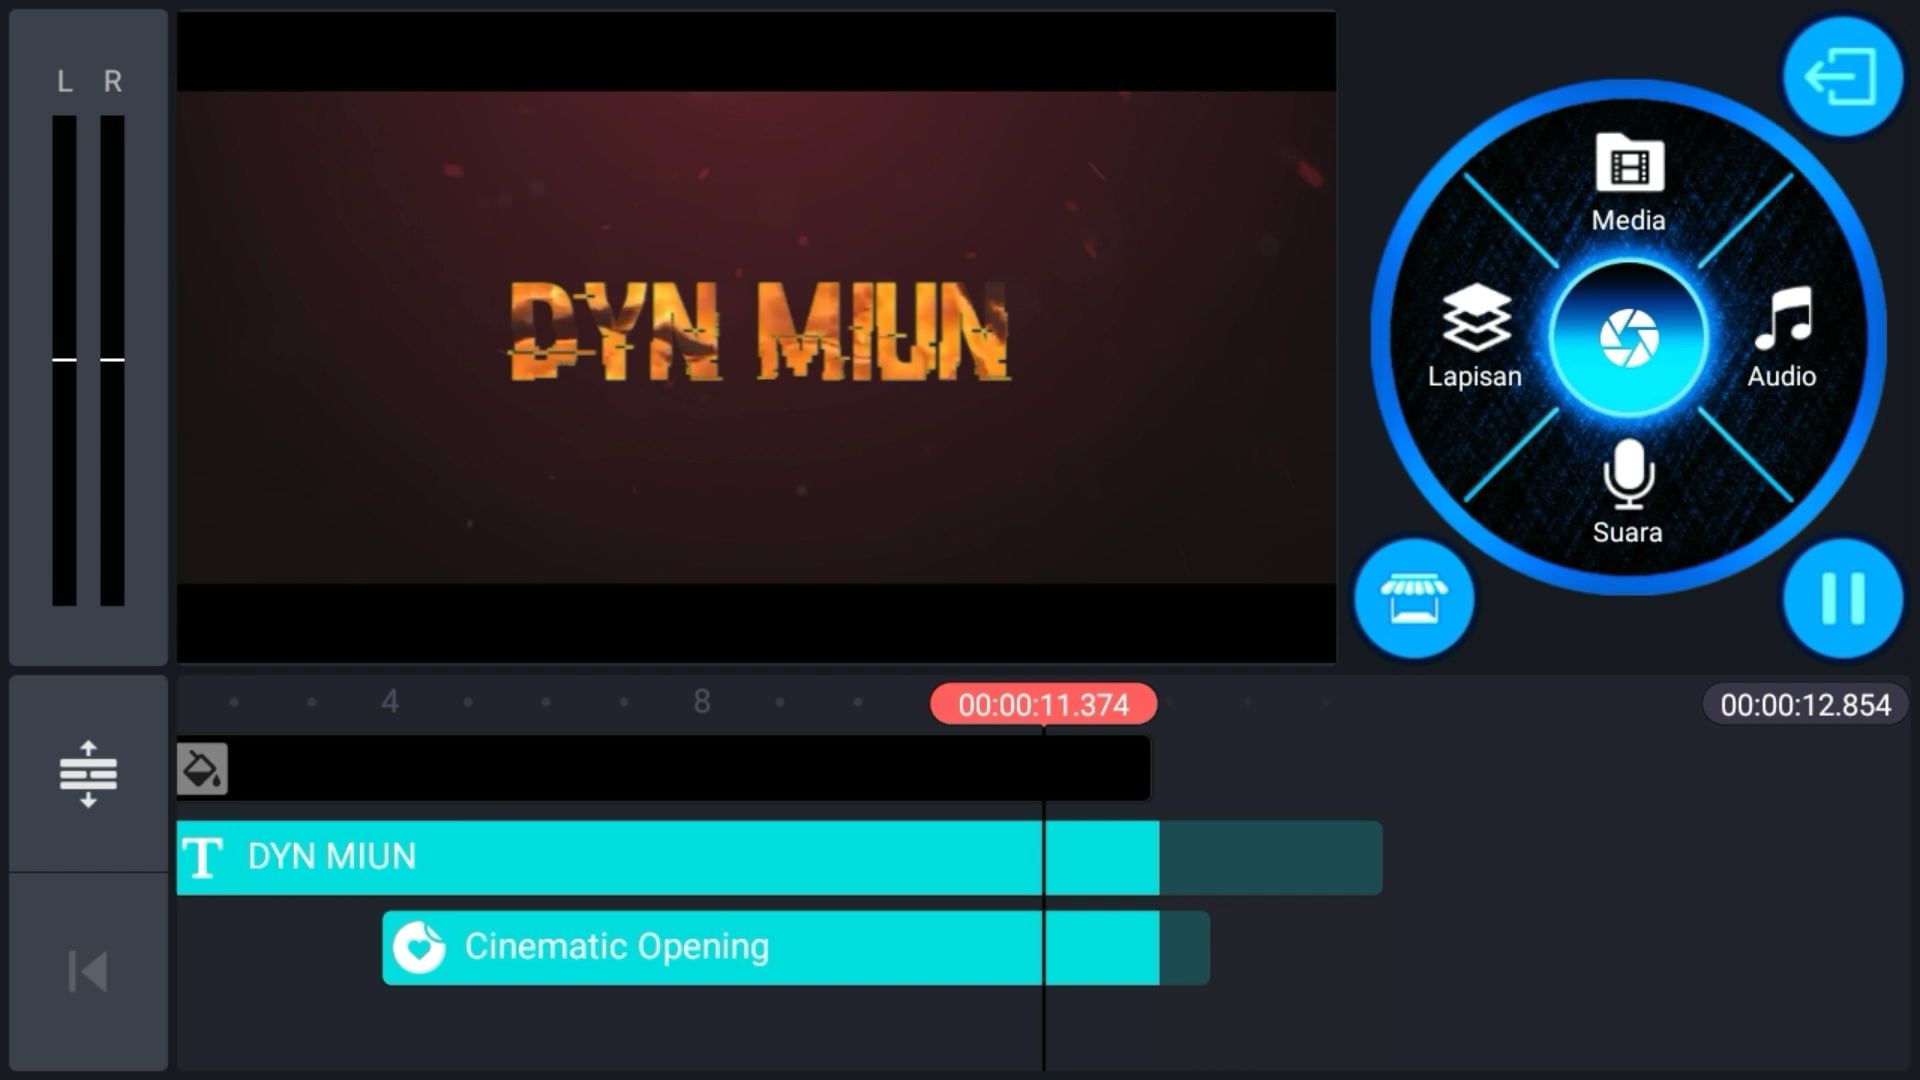 L R
DYN MIUN
Media
Lapisan
Audio
Suara
4
8
00:00:11.374
00:00:12.854
T DYN MIUN
Cinematic Opening